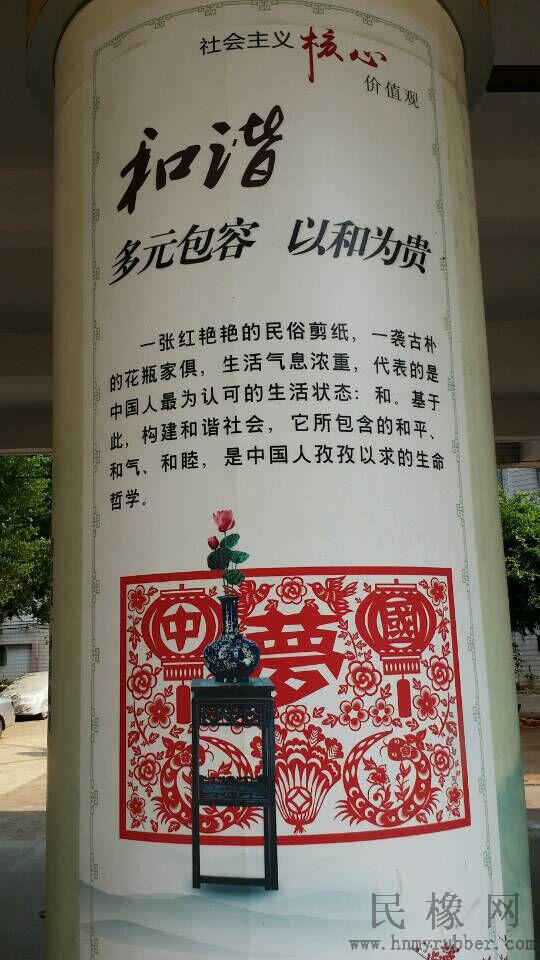 社会主义核心
价值观
和谐
多元包容 以和为贵
一张红艳艳的民俗剪纸，一袭古朴
的花瓶家俱，生活气息浓重，代表的是
中国人最为认可的生活状态：和。基于
此，构建和谐社会，它所包含的和平、
和气、和睦，是中国人孜孜以求的生命
哲学。
中 夢 國
民橡网
www.hnmyrubber.com